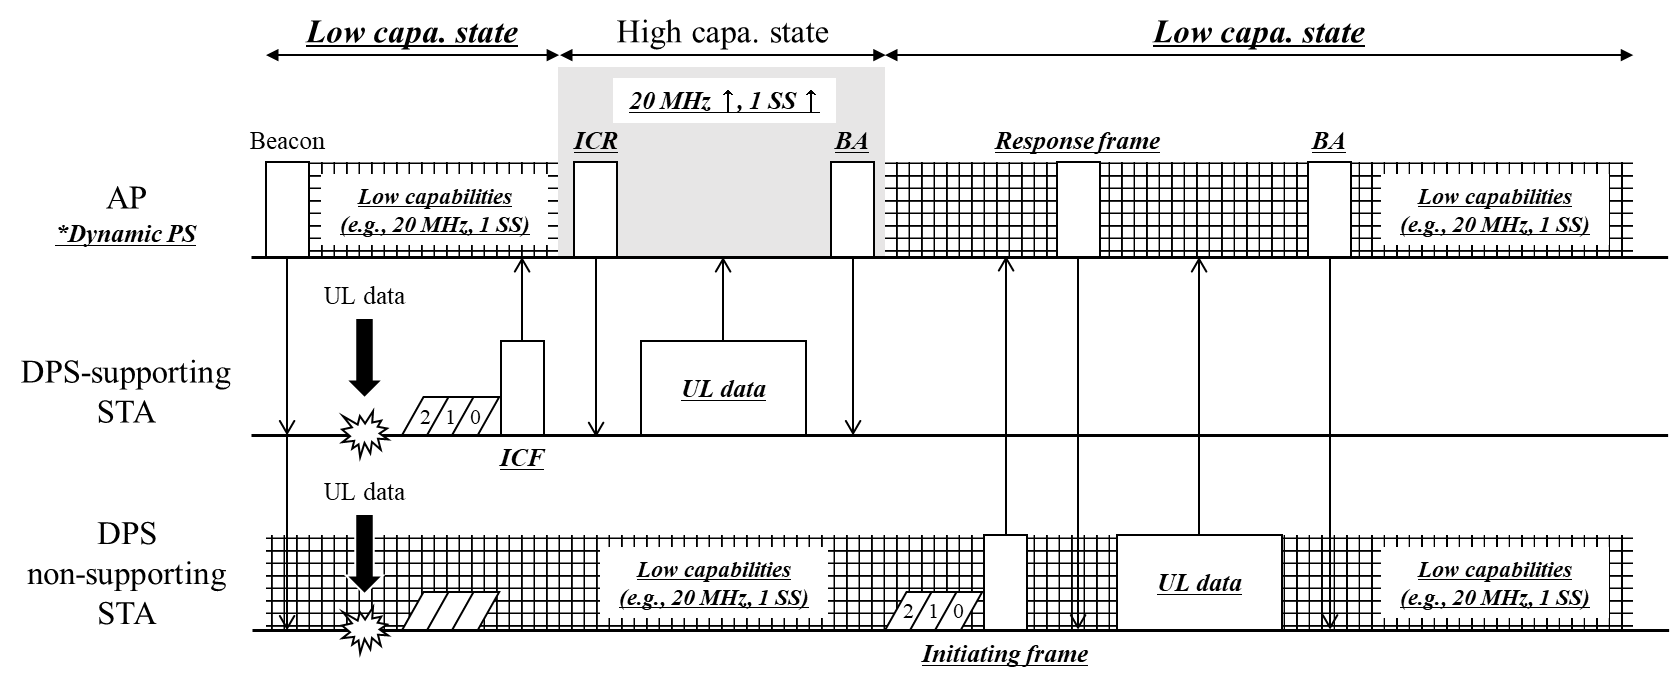 Low capa. state
High capa. state
Low capa. state
20 MHz ↑, 1 SS ↑
Beacon
ICR
BA
Response frame
BA
AP
*Dynamic PS
Low capabilities
(e.g., 20 MHz, 1 SS)
Low capabilities
(e.g., 20 MHz, 1 SS)
UL data
DPS-supporting
STA
2 1 0
UL data
ICF
UL data
DPS
non-supporting
STA
Low capabilities
(e.g., 20 MHz, 1 SS)
2 1 0
UL data
Low capabilities
(e.g., 20 MHz, 1 SS)
Initiating frame